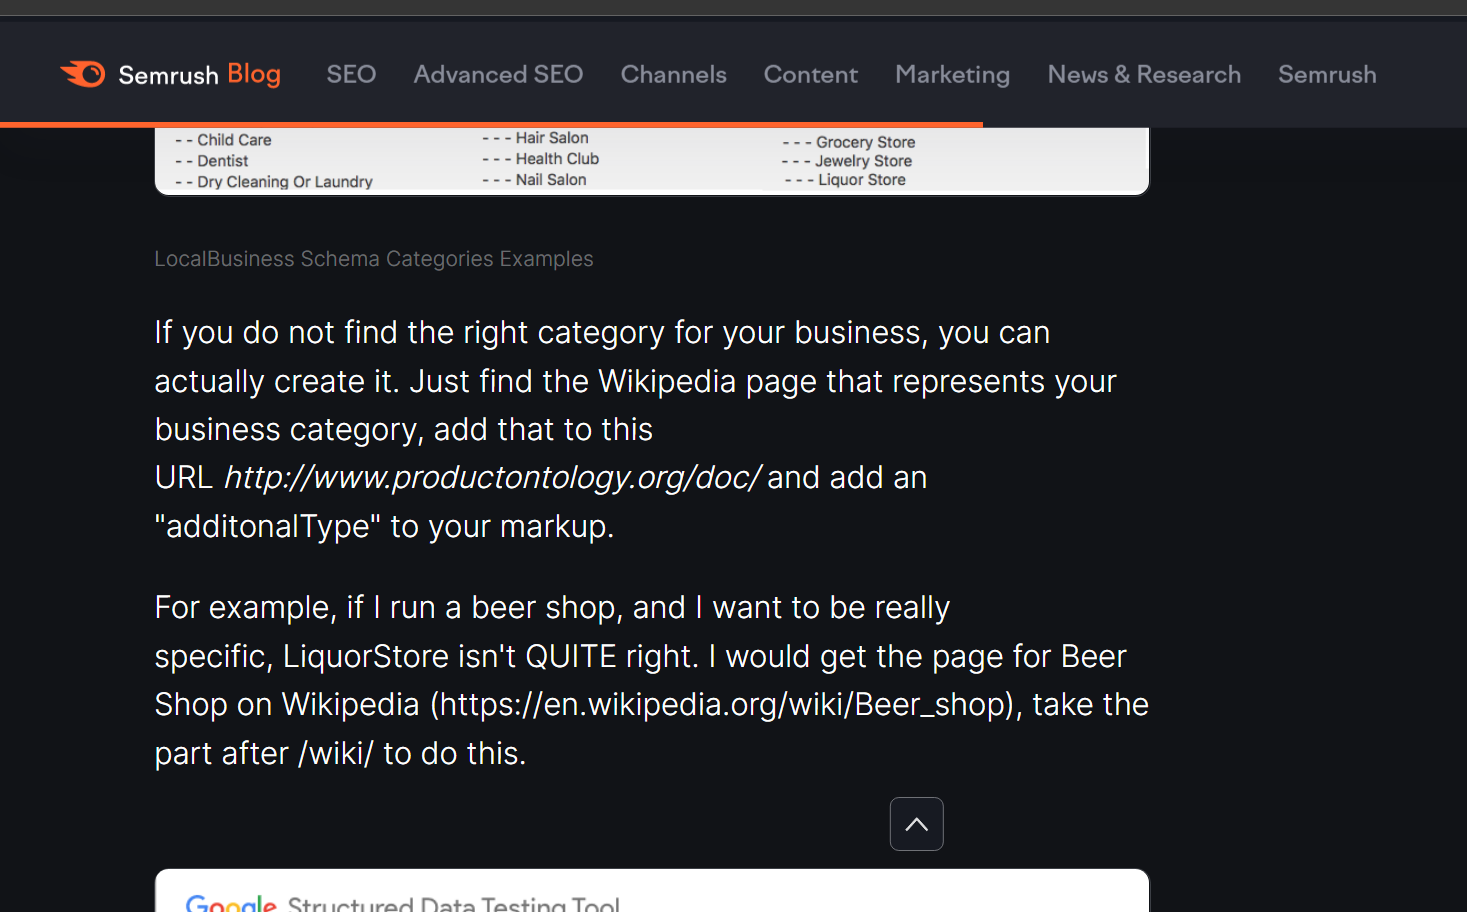 Semrush Blog SEO Advanced SEO Channels Content Marketing News & Research Semrush
- - Child Care
- - Dentist
- - Dry Cleaning Or Laundry
- - - Hair Salon
- - - Health Club
- - - Nail Salon
- - - Grocery Store
- - - Jewelry Store
- - - Liquor Store
LocalBusiness Schema Categories Examples
If you do not find the right category for your business, you can
actually create it. Just find the Wikipedia page that represents your
business category, add that to this
URL http://www.productontology.org/doc/ and add an
"additonalType" to your markup.
For example, if I run a beer shop, and I want to be really
specific, LiquorStore isn't QUITE right. I would get the page for Beer
Shop on Wikipedia (https://en.wikipedia.org/wiki/Beer_shop), take the
part after /wiki/ to do this.
Google Structured Data Testing Tool